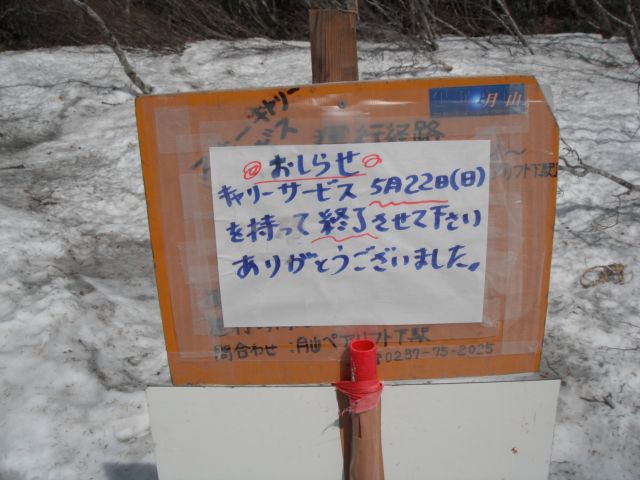 月山
キャリー
ービス
運行経路
～
リフト下駅
@おしらせ@
キャリーサービス 5月22日(日)
を持って終了させて下さい
ありがとうございました。
問合わせ:月山ペアリフト下駅
☎0237-75-2025